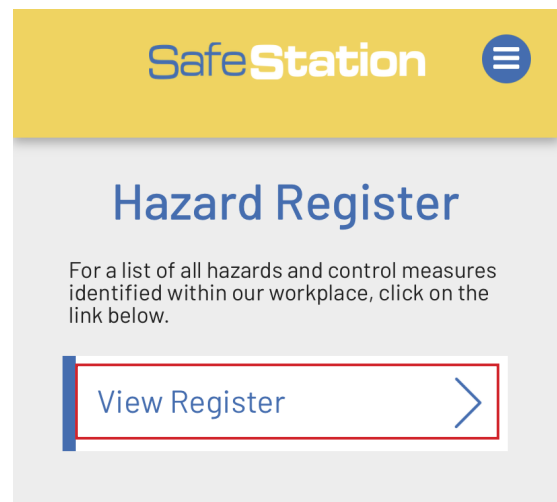 SafeStation
Hazard Register
For a list of all hazards and control measures
identified within our workplace, click on the
link below.
View Register